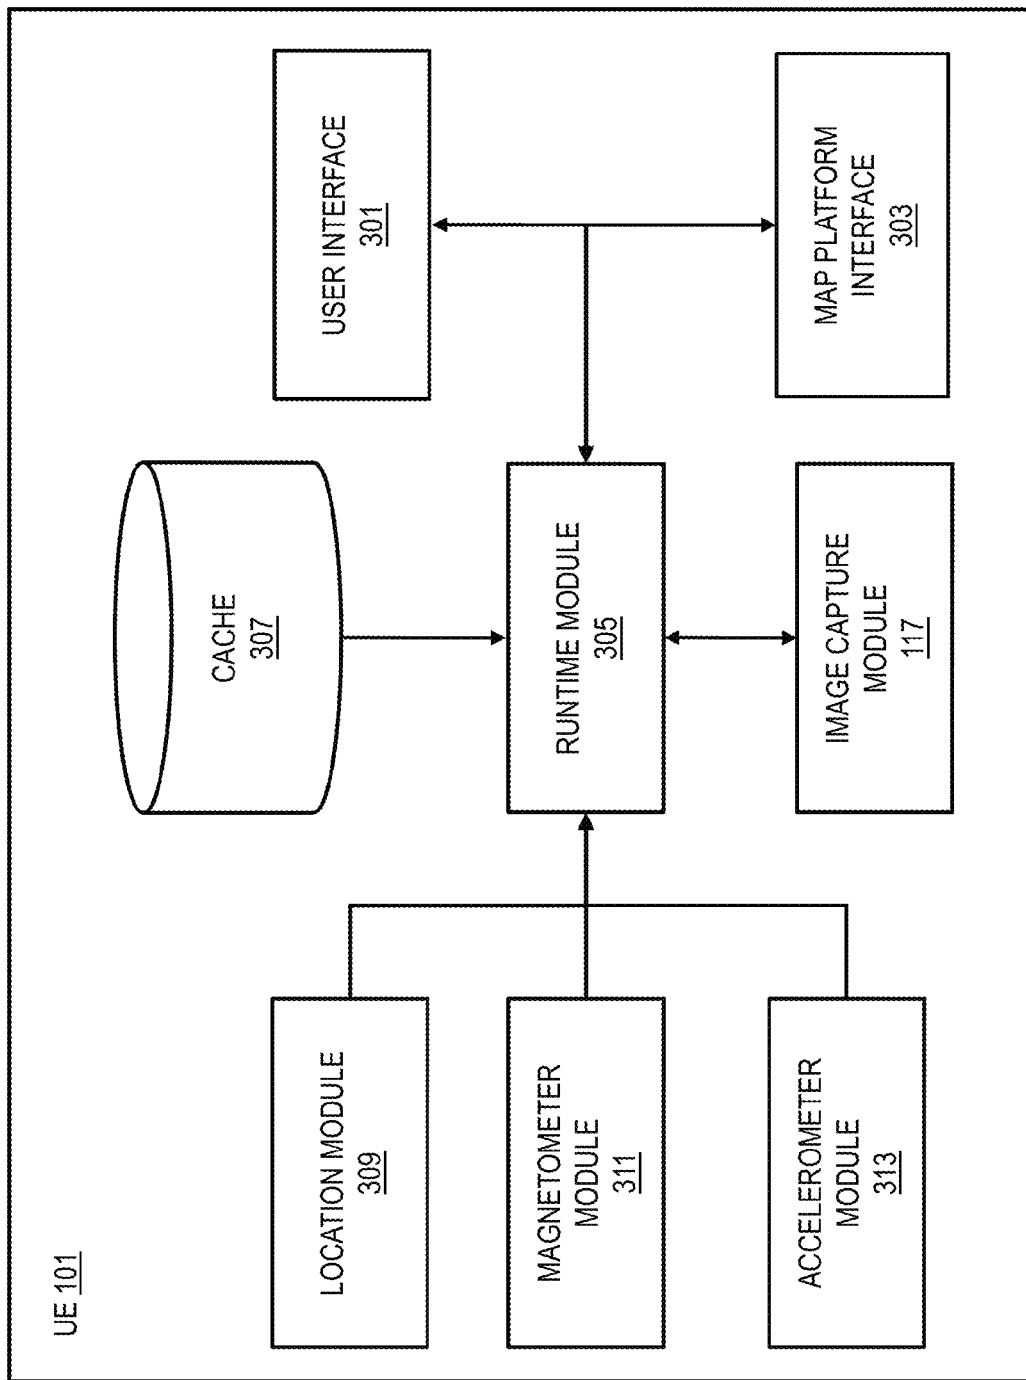 UE 101
CACHE
307
LOCATION MODULE
309
RUNTIME MODULE
305
USER INTERFACE
301
MAGNETOMETER
MODULE
311
ACCELEROMETER
MODULE
313
IMAGE CAPTURE
MODULE
117
MAP PLATFORM
INTERFACE
303